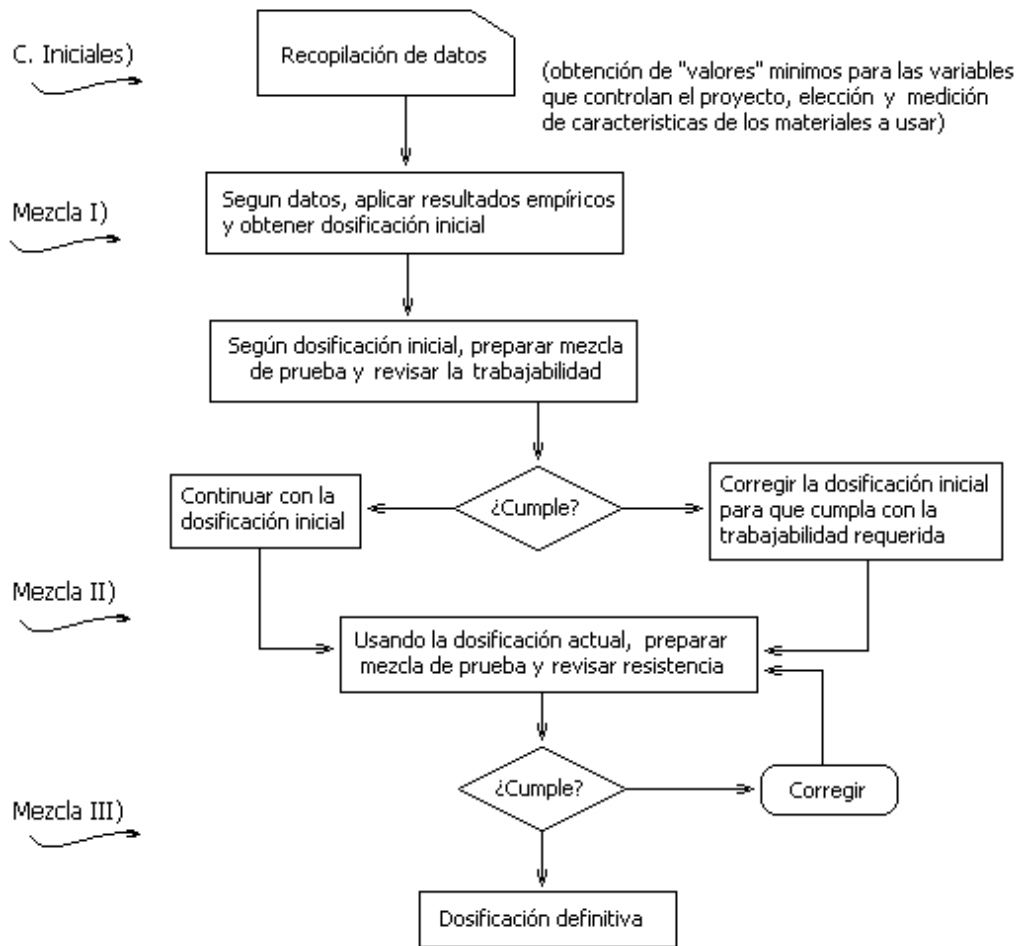 C. Iniciales)
Recopilación de datos
(obtención de "valores" minimos para las variables
que controlan el proyecto, elección y medición
de caracteristicas de los materiales a usar)
Mezcla I)
Segun datos, aplicar resultados empíricos
y obtener dosificación inicial
Según dosificación inicial, preparar mezcla
de prueba y revisar la trabajabilidad
Continuar con la
dosificación inicial
¿Cumple?
Corregir la dosificación inicial
para que cumpla con la
trabajabilidad requerida
Mezcla II)
Usando la dosificación actual, preparar
mezcla de prueba y revisar resistencia
¿Cumple?
Corregir
Mezcla III)
Dosificación definitiva